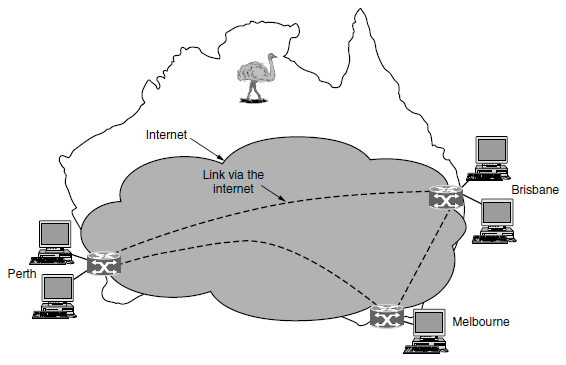 Internet
Link via the
internet
Brisbane
Perth
Melbourne